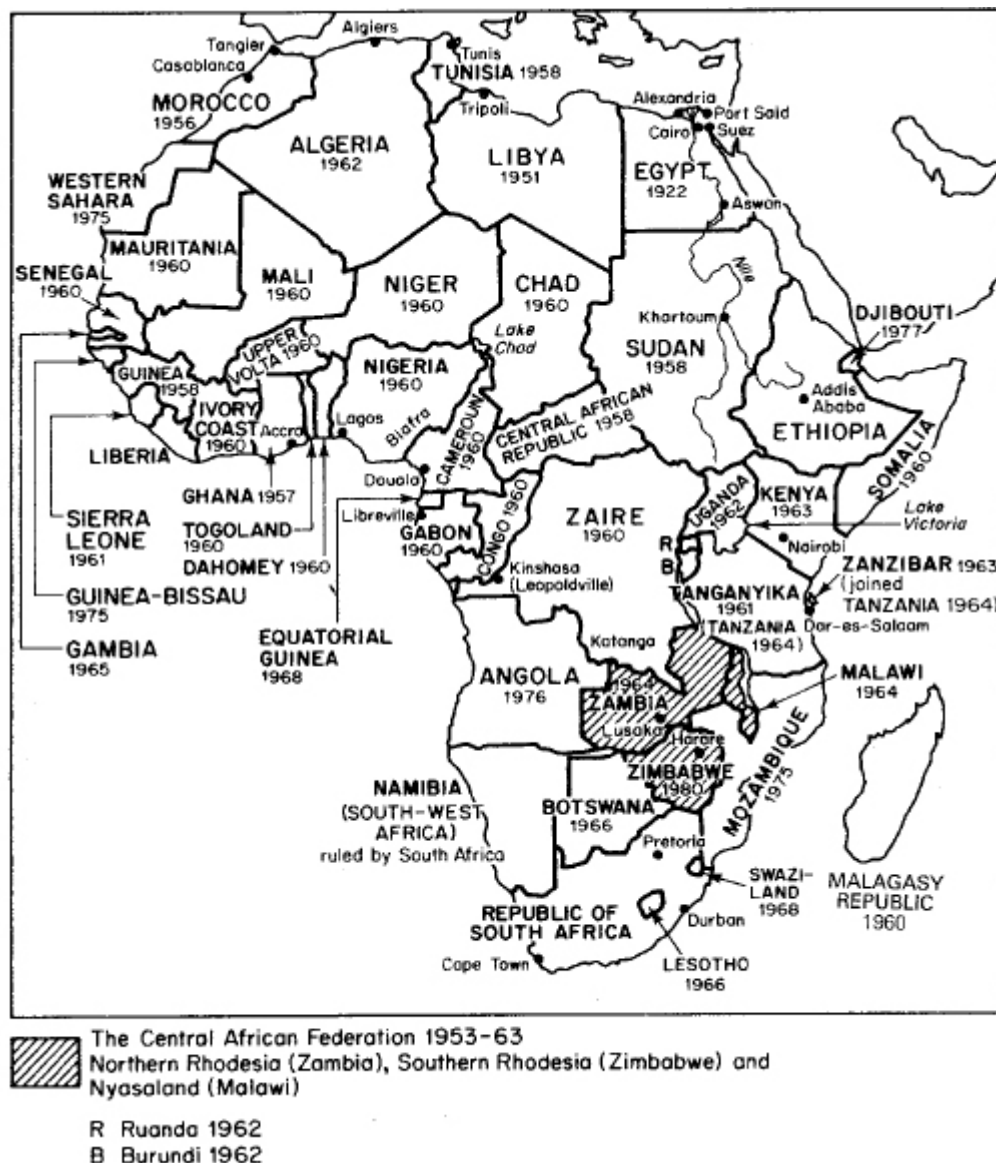 Tangier
Algiers
Casablanca
Tunis
TUNISIA 1958
Tripoli
MOROCCO
1956
ALGERIA
1962
LIBYA
1951
Alexandria
Port Said
Cairo
Suez
EGYPT
1922
Aswan
WESTERN
SAHARA
1975
MAURITANIA
1960
SENEGAL
1960
MALI
1960
NIGER
1960
CHAD
1960
Nile
Khartoum
SUDAN
1958
DJIBOUTI
1977
Lake
Chad
UPPER
VOLTA 1960
NIGERIA
1960
GUINEA
1958
IVORY
COAST
1960
Accra
Lagos
Biafra
CAMEROUN
1960
CENTRAL AFRICAN
REPUBLIC 1958
Addis
Ababa
ETHIOPIA
SOMALIA
1960
LIBERIA
Douala
GHANA 1957
Libreville
SIERRA
LEONE
1961
TOGOLAND
1960
DAHOMEY 1960
GABON
1960
CONGO 1960
ZAIRE
1960
UGANDA
1962
KENYA
1963
Lake
Victoria
Nairobi
R
B
Kinshasa
(Leopoldville)
GUINEA-BISSAU
1975
GAMBIA
1965
EQUATORIAL
GUINEA
1968
TANGANYIKA
1961
(TANZANIA
1964)
ZANZIBAR 1963
(joined
TANZANIA 1964)
Dar-es-Salaam
Katanga
ANGOLA
1976
1964
ZAMBIA
Lusaka
MALAWI
1964
Harare
ZIMBABWE
1980
MOZAMBIQUE
1975
NAMIBIA
(SOUTH-WEST
AFRICA)
ruled by South Africa
BOTSWANA
1966
Pretoria
SWAZI-
LAND
1968
MALAGASY
REPUBLIC
1960
REPUBLIC OF
SOUTH AFRICA
Durban
Cape Town
LESOTHO
1966
The Central African Federation 1953-63
Northern Rhodesia (Zambia), Southern Rhodesia (Zimbabwe) and
Nyasaland (Malawi)
R Ruanda 1962
B Burundi 1962